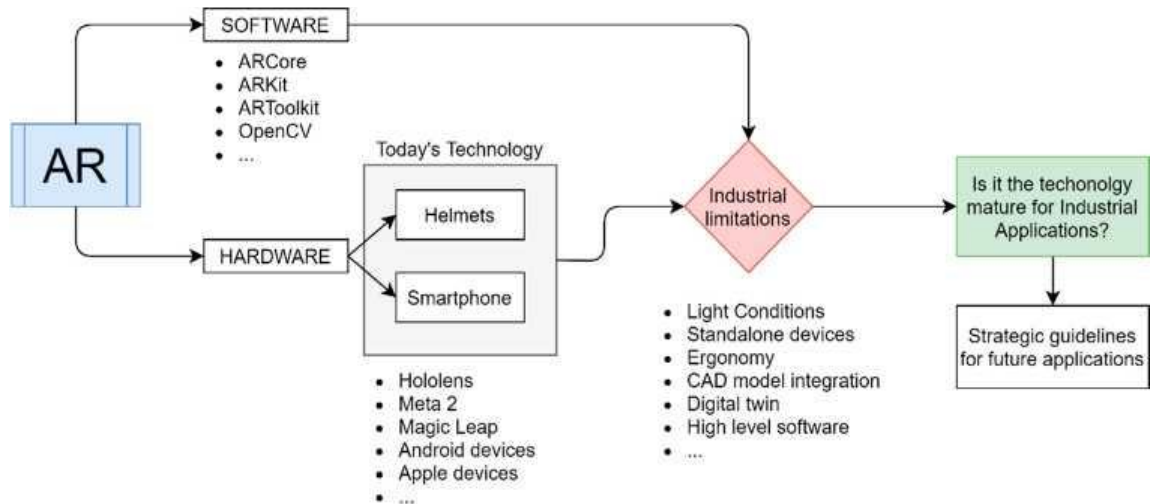 SOFTWARE
• ARCore
• ARKit
• ARToolkit
• OpenCV
• ...
AR
HARDWARE
Today's Technology
Helmets
Smartphone
• Hololens
• Meta 2
• Magic Leap
• Android devices
• Apple devices
• ...
Industrial
limitations
• Light Conditions
• Standalone devices
• Ergonomy
• CAD model integration
• Digital twin
• High level software
• ...
Is it the techonolgy
mature for Industrial
Applications?
Strategic guidelines
for future applications